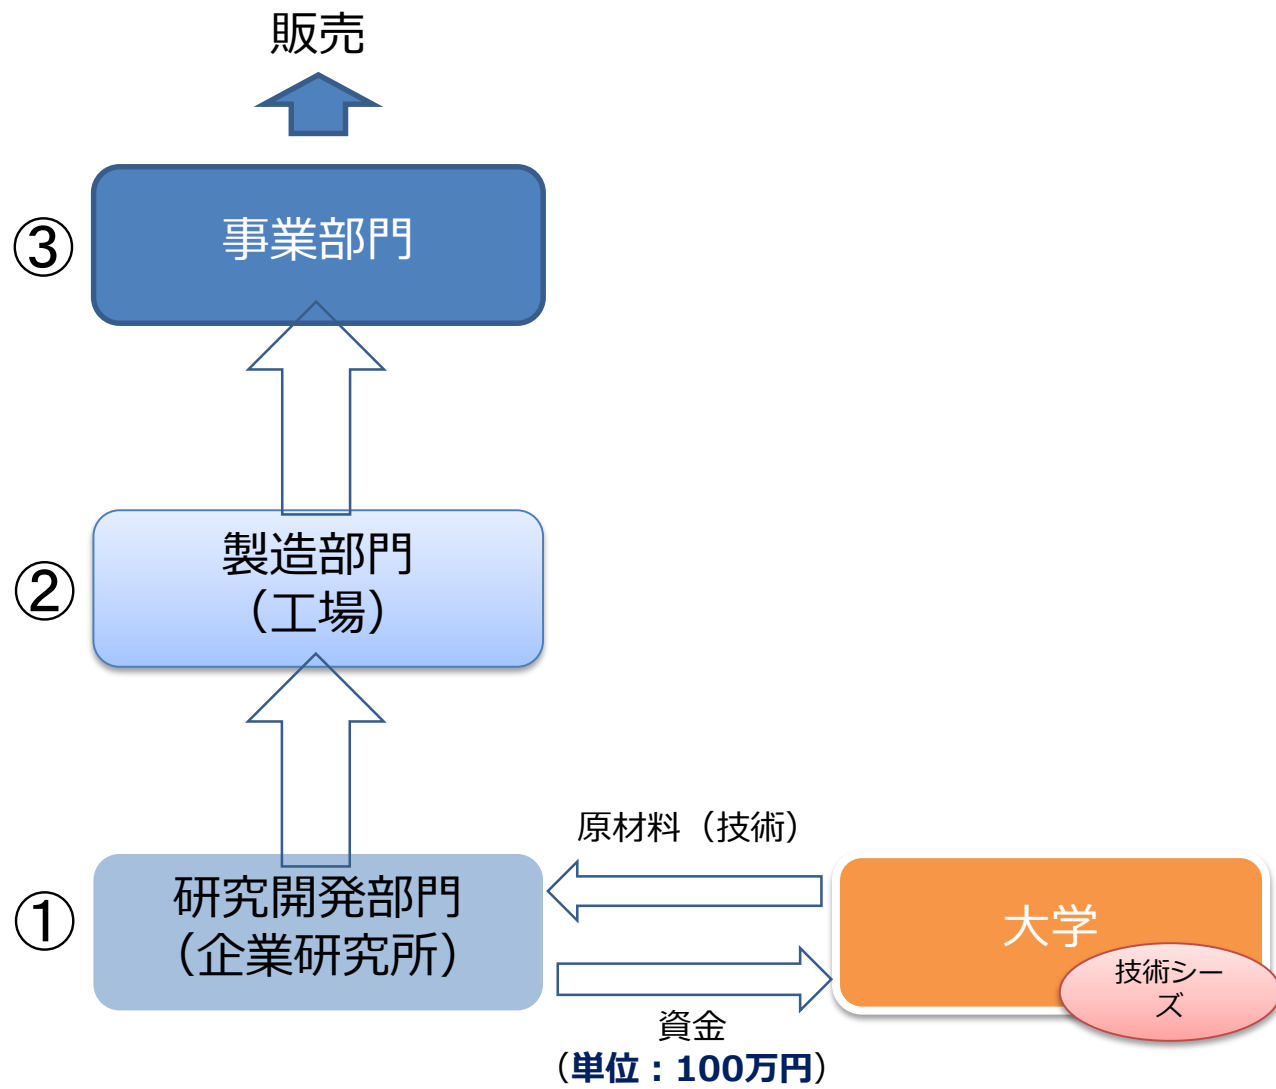 販売
③
事業部門
②
製造部門
（工場）
原材料（技術）
①
研究開発部門
（企業研究所）
大学
技術シー
ズ
資金
（単位：100万円）